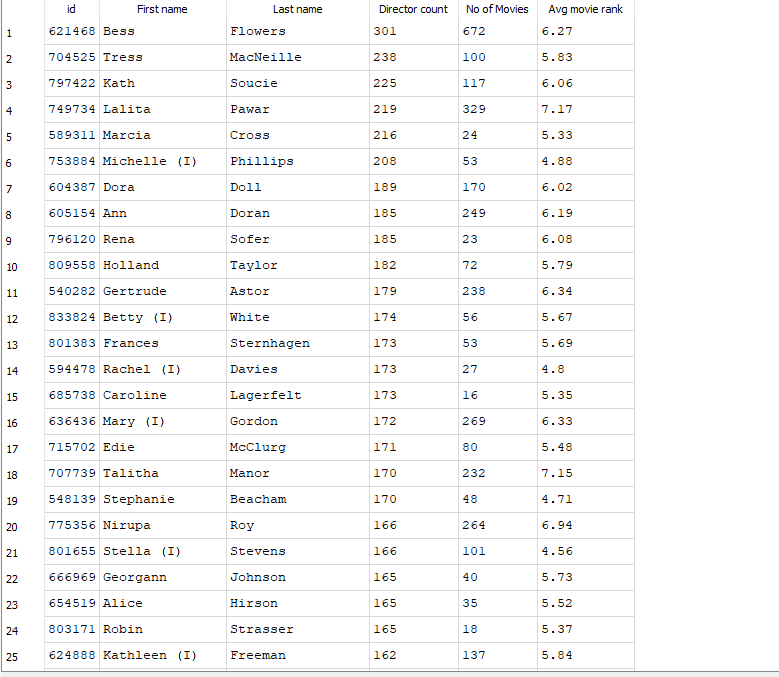 id First name Last name Director count No of Movies Avg movie rank
1 621468 Bess Flowers 301 672 6.27
2 704525 Tress MacNeille 238 100 5.83
3 797422 Kath Soucie 225 117 6.06
4 749734 Lalita Pawar 219 329 7.17
5 589311 Marcia Cross 216 24 5.33
6 753884 Michelle (I) Phillips 208 53 4.88
7 604387 Dora Doll 189 170 6.02
8 605154 Ann Doran 185 249 6.19
9 796120 Rena Sofer 185 23 6.08
10 809558 Holland Taylor 182 72 5.79
11 540282 Gertrude Astor 179 238 6.34
12 833824 Betty (I) White 174 56 5.67
13 801383 Frances Sternhagen 173 53 5.69
14 594478 Rachel (I) Davies 173 27 4.8
15 685738 Caroline Lagerfelt 173 16 5.35
16 636436 Mary (I) Gordon 172 269 6.33
17 715702 Edie McClurg 171 80 5.48
18 707739 Talitha Manor 170 232 7.15
19 548139 Stephanie Beacham 170 48 4.71
20 775356 Nirupa Roy 166 264 6.94
21 801655 Stella (I) Stevens 166 101 4.56
22 666969 Georgann Johnson 165 40 5.73
23 654519 Alice Hirson 165 35 5.52
24 803171 Robin Strasser 165 18 5.37
25 624888 Kathleen (I) Freeman 162 137 5.84